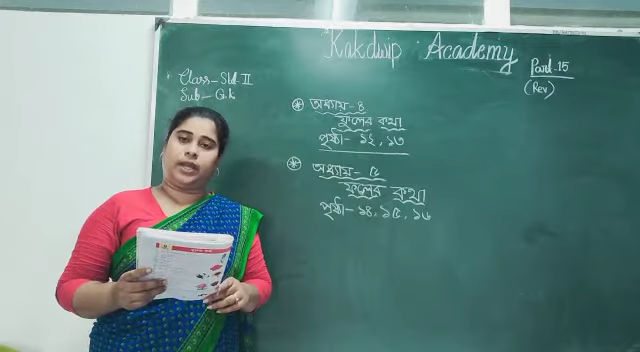 Kakdwip Academy
Part-15
(Rev)
Class - Std II
Sub - G.k
অধ্যায় - ৪
ফুলের কথা
পৃষ্ঠা - ১২, ১৩
অধ্যায় - ৫
ফলের কথা
পৃষ্ঠা - ১৪, ১৫, ১৬